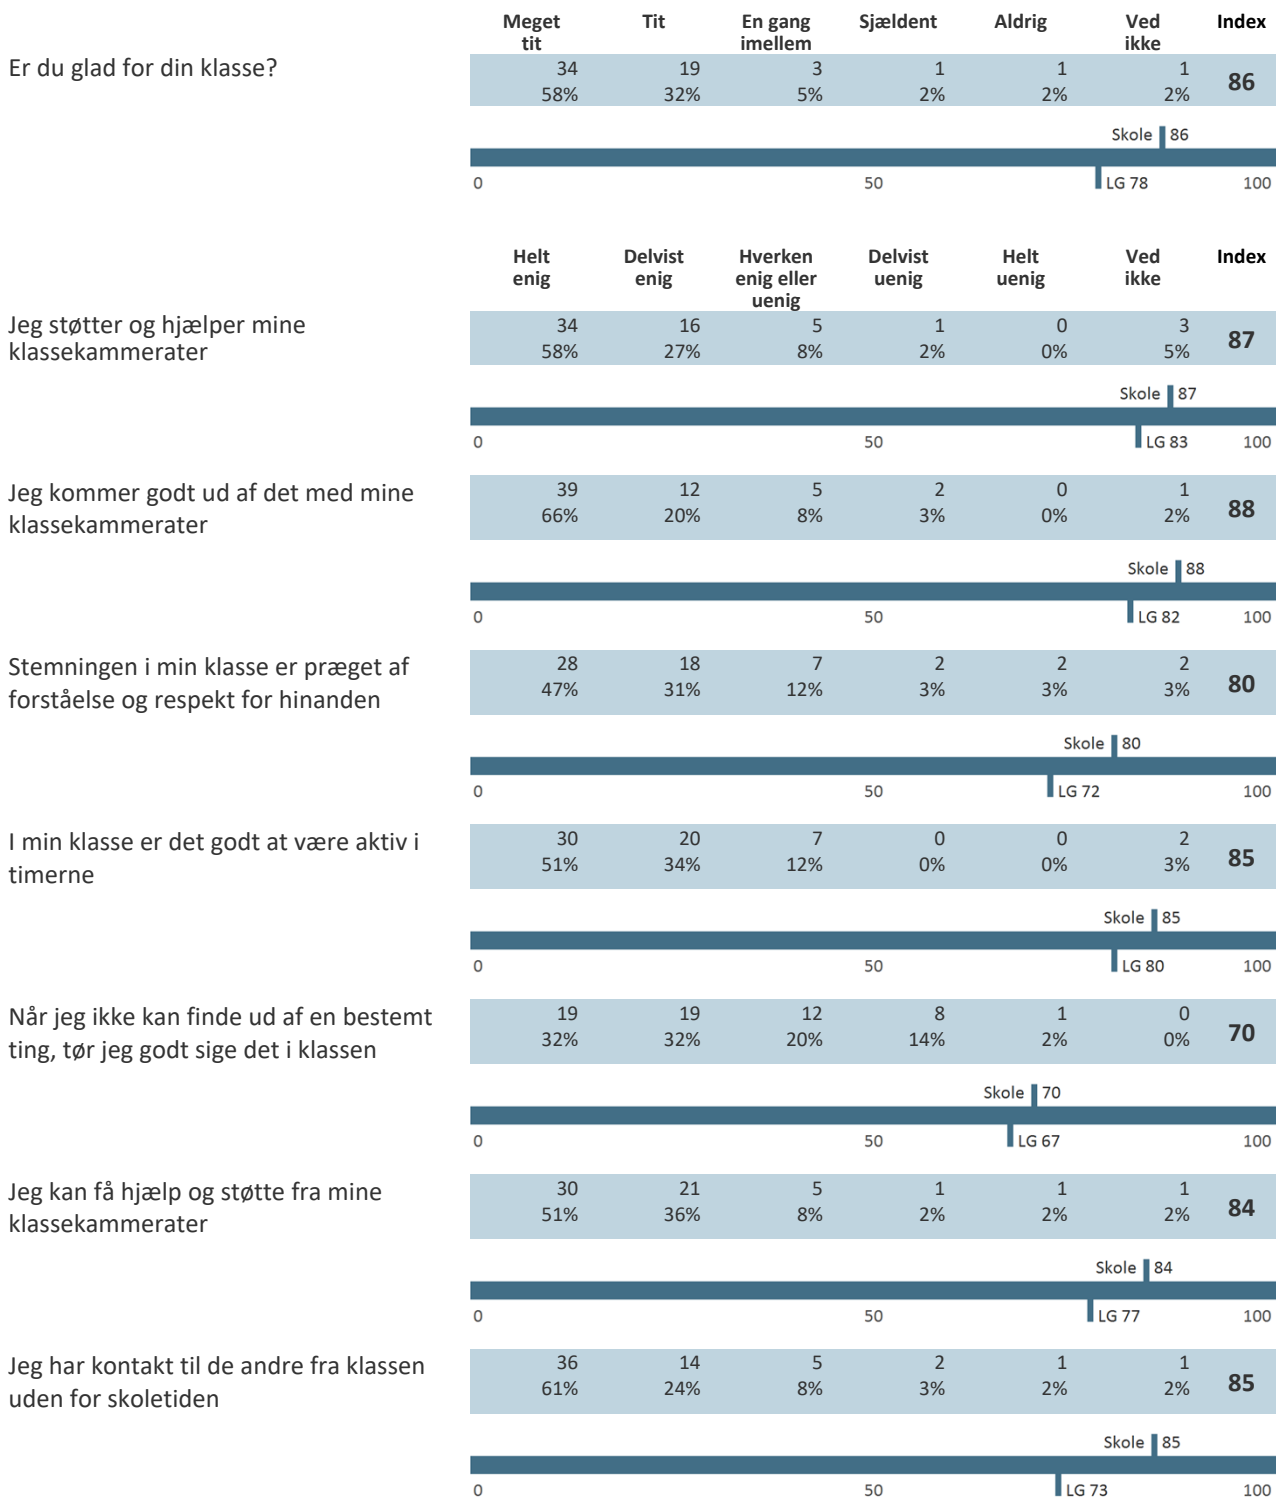 Meget tit Tit En gang imellem Sjældent Aldrig Ved ikke Index
Er du glad for din klasse?
34 19 3 1 1 1 86
58% 32% 5% 2% 2% 2%
Skole 86
0 50 LG 78 100
Helt enig Delvist enig Hverken enig eller uenig Delvist uenig Helt uenig Ved ikke Index
Jeg støtter og hjælper mine
klassekammerater
34 16 5 1 0 3 87
58% 27% 8% 2% 0% 5%
Skole 87
0 50 LG 83 100
Jeg kommer godt ud af det med mine
klassekammerater
39 12 5 2 0 1 88
66% 20% 8% 3% 0% 2%
Skole 88
0 50 LG 82 100
Stemningen i min klasse er præget af
forståelse og respekt for hinanden
28 18 7 2 2 2 80
47% 31% 12% 3% 3% 3%
Skole 80
0 50 LG 72 100
I min klasse er det godt at være aktiv i
timerne
30 20 7 0 0 2 85
51% 34% 12% 0% 0% 3%
Skole 85
0 50 LG 80 100
Når jeg ikke kan finde ud af en bestemt
ting, tør jeg godt sige det i klassen
19 19 12 8 1 0 70
32% 32% 20% 14% 2% 0%
Skole 70
0 50 LG 67 100
Jeg kan få hjælp og støtte fra mine
klassekammerater
30 21 5 1 1 1 84
51% 36% 8% 2% 2% 2%
Skole 84
0 50 LG 77 100
Jeg har kontakt til de andre fra klassen
uden for skoletiden
36 14 5 2 1 1 85
61% 24% 8% 3% 2% 2%
Skole 85
0 50 LG 73 100